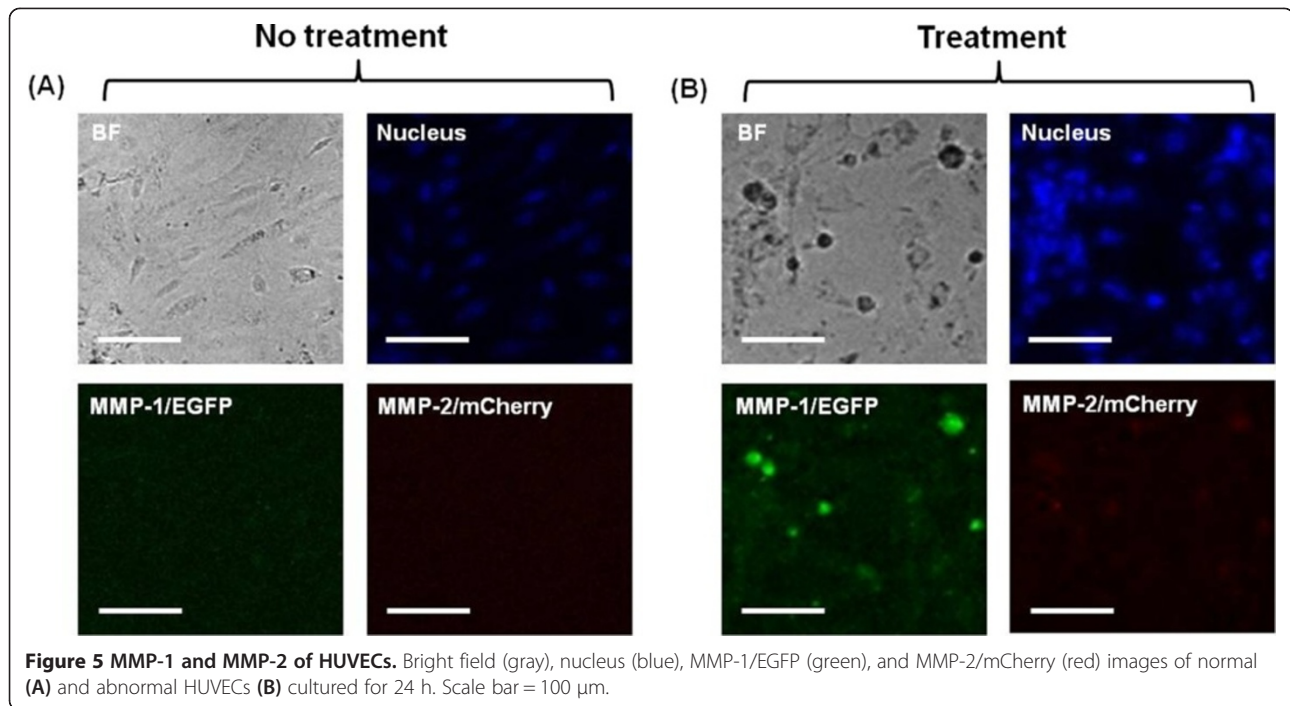 No treatment
Treatment
(A)
BF
Nucleus
MMP-1/EGFP
MMP-2/mCherry
(B)
BF
Nucleus
MMP-1/EGFP
MMP-2/mCherry
Figure 5 MMP-1 and MMP-2 of HUVECs. Bright field (gray), nucleus (blue), MMP-1/EGFP (green), and MMP-2/mCherry (red) images of normal
(A) and abnormal HUVECs (B) cultured for 24 h. Scale bar = 100 μm.